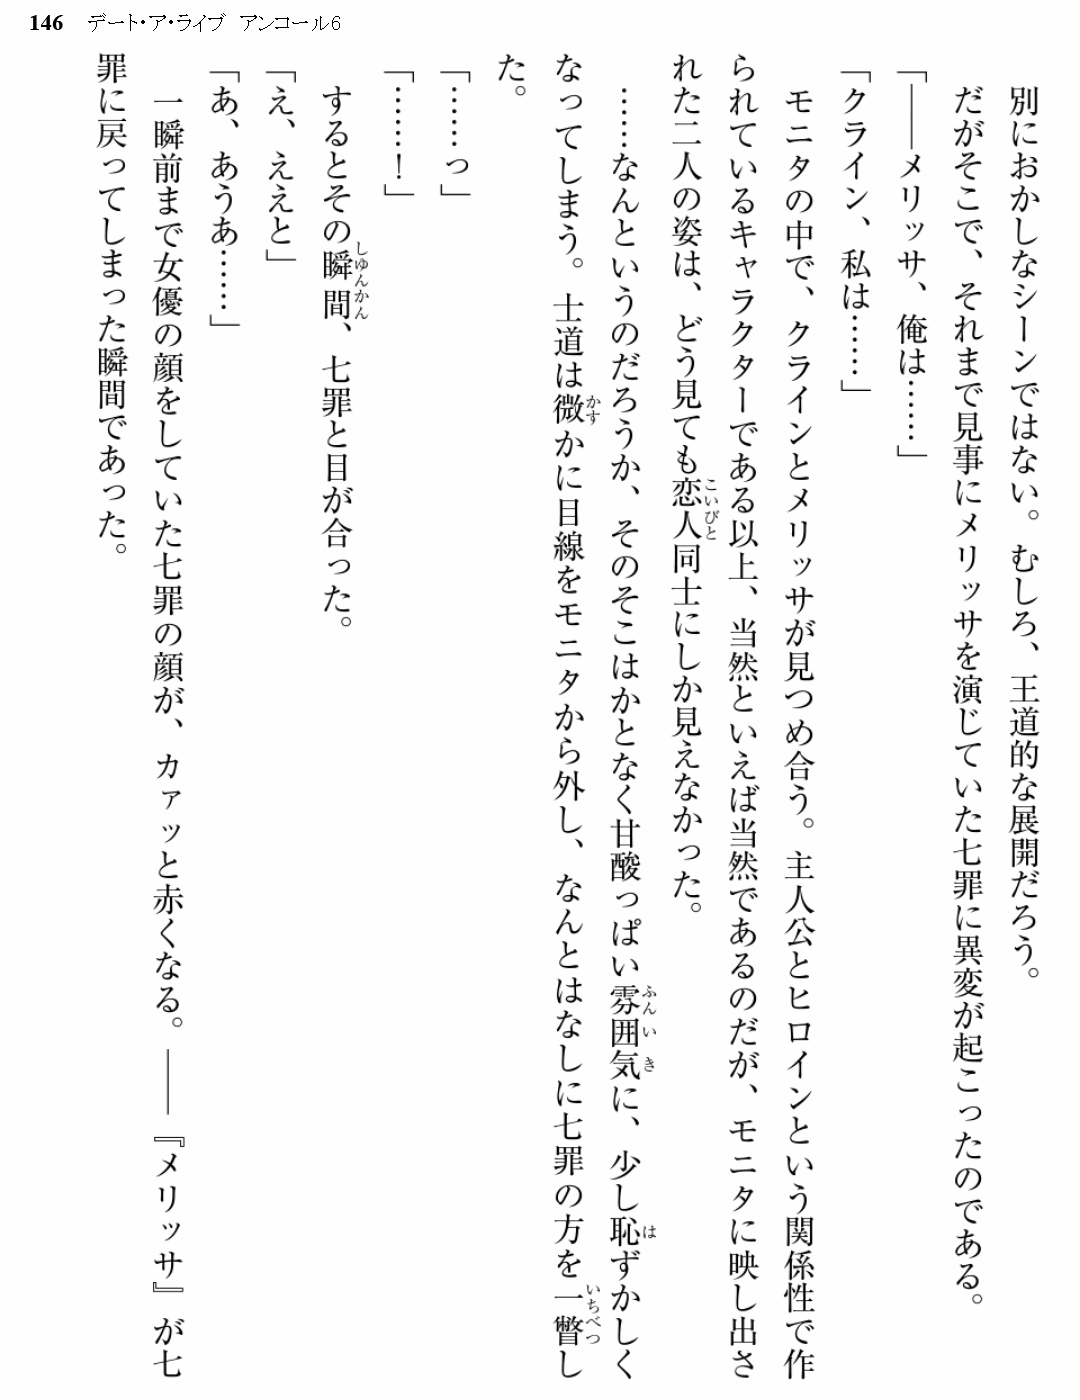 146 デート・ア・ライブ アンコール6
別におかしなシーンではない。むしろ、王道的な展開だろう。
だがそこで、それまで見事にメリッサを演じていた七罪に異変が起こったのである。
「――メリッサ、俺は……」
「クライン、私は……」
モニタの中で、クラインとメリッサが見つめ合う。主人公とヒロインという関係性で作
られているキャラクターである以上、当然といえば当然であるのだが、モニタに映し出さ
れた二人の姿は、どう見ても恋人同士にしか見えなかった。
……なんというのだろうか、そのそこはかとなく甘酸っぱい雰囲気に、少し恥ずかしく
なってしまう。士道は微かに目線をモニタから外し、なんとはなしに七罪の方を一瞥し
た。
「……っ」
「……！」
するとその瞬間、七罪と目が合った。
「え、ええと」
「あ、あうあ……」
一瞬前まで女優の顔をしていた七罪の顔が、カァッと赤くなる。――『メリッサ』が七
罪に戻ってしまった瞬間であった。